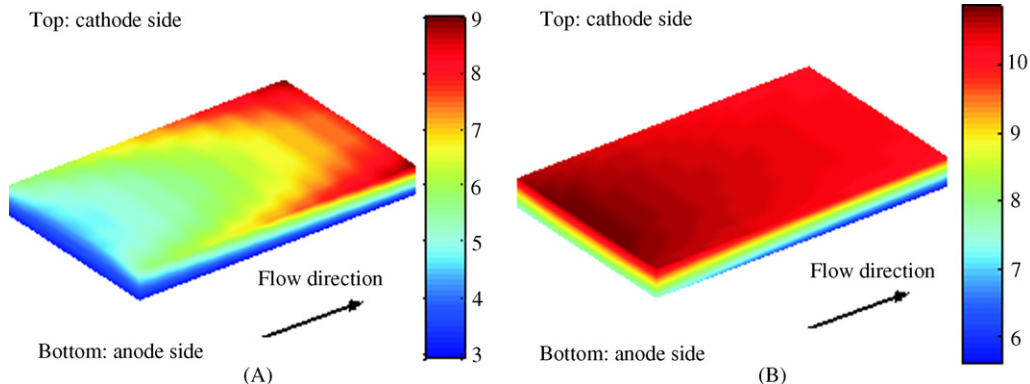 Top: cathode side
9
8
7
6
5
4
3
Flow direction
Bottom: anode side
(A)
Top: cathode side
10
9
8
7
6
Flow direction
Bottom: anode side
(B)